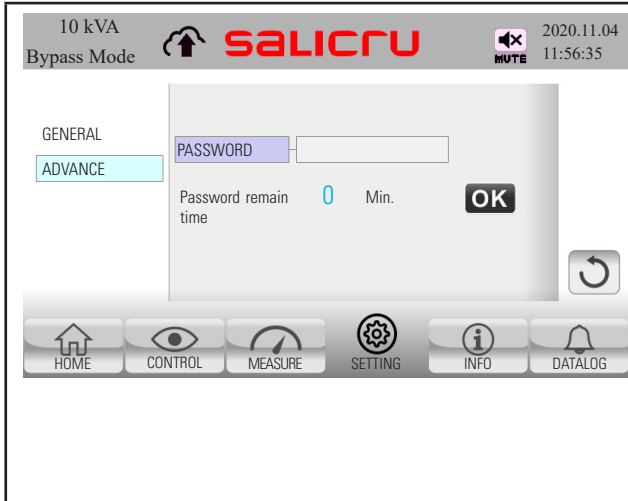 10 kVA
Bypass Mode
salicru
MUTE
2020.11.04
11:56:35
GENERAL
ADVANCE
PASSWORD
Password remain time
0
Min.
OK
HOME
CONTROL
MEASURE
SETTING
INFO
DATALOG